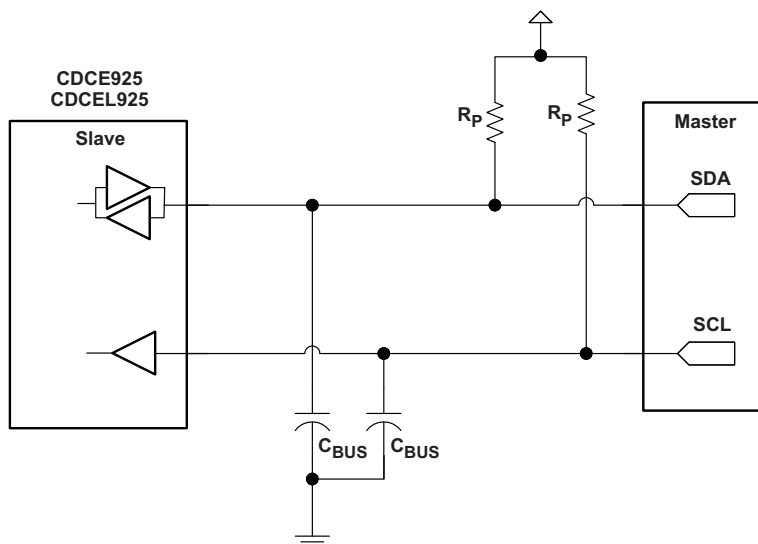 CDCE925
CDCEL925
Slave
R_P
R_P
Master
SDA
SCL
C_BUS
C_BUS